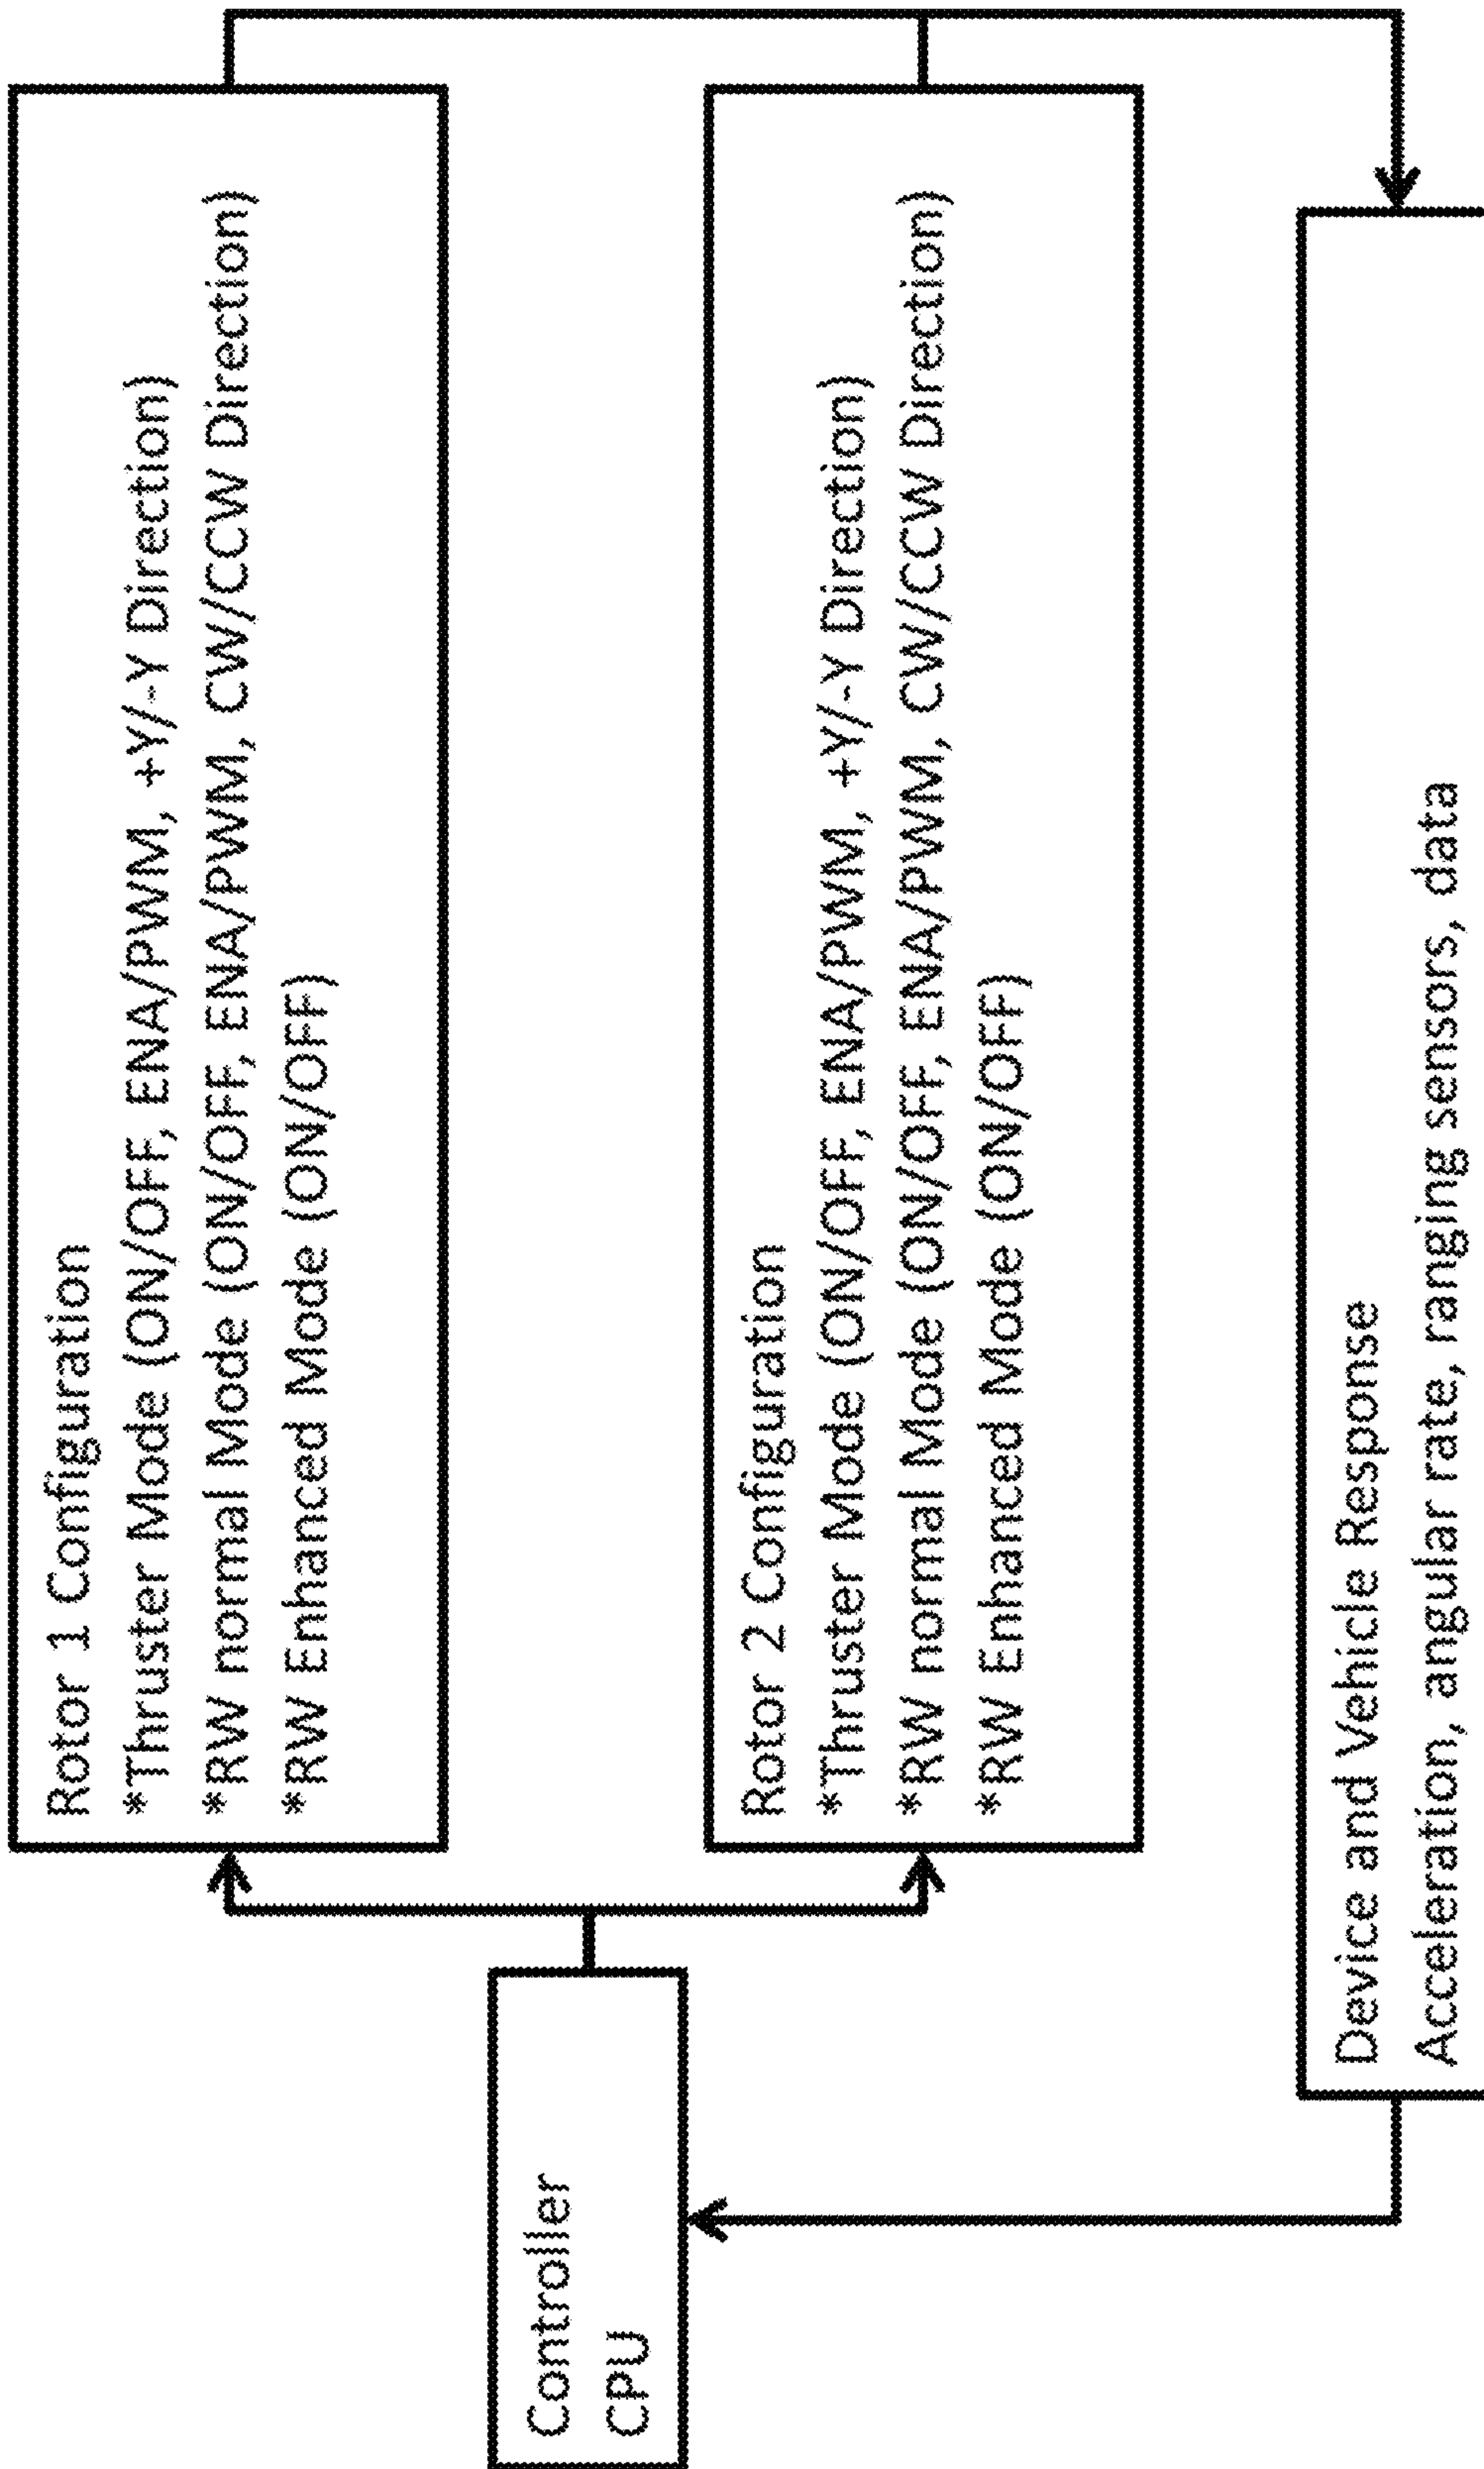 Controller
CPU
Rotor 1 Configuration
*Thruster Mode (ON/OFF, ENA/PWM, +Y/-Y Direction)
*RW normal Mode (ON/OFF, ENA/PWM, CW/CCW Direction)
*RW Enhanced Mode (ON/OFF)
Rotor 2 Configuration
*Thruster Mode (ON/OFF, ENA/PWM, +Y/-Y Direction)
*RW normal Mode (ON/OFF, ENA/PWM, CW/CCW Direction)
*RW Enhanced Mode (ON/OFF)
Device and Vehicle Response
Acceleration, angular rate, ranging sensors, data